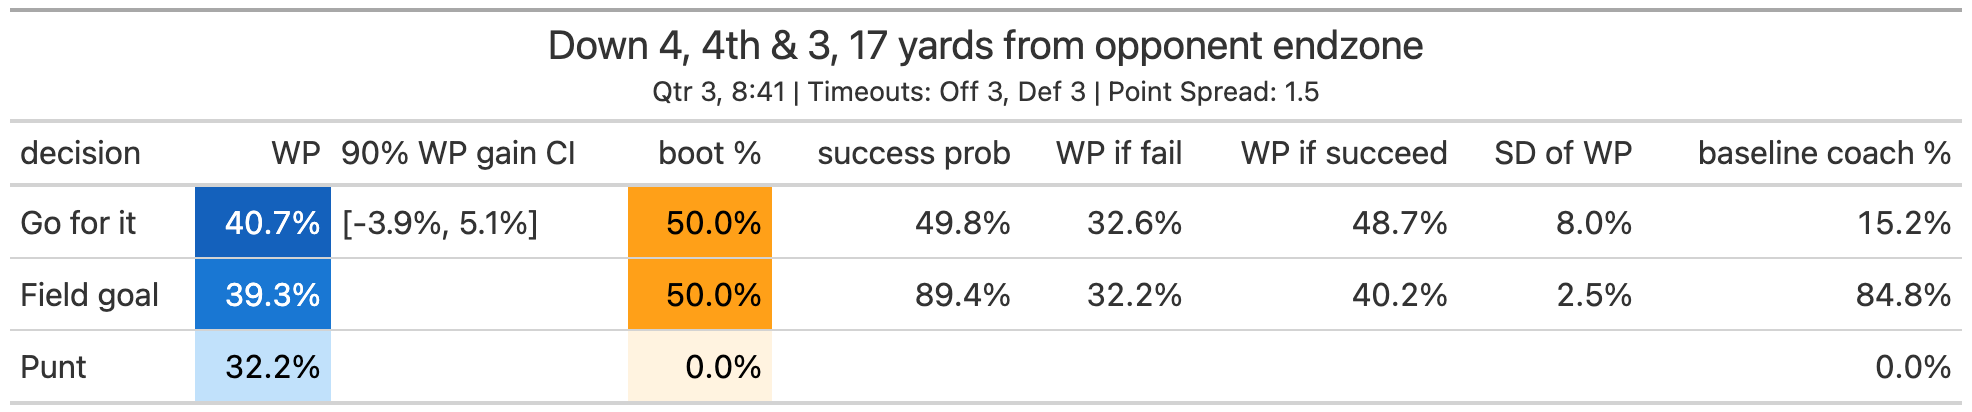 Down 4, 4th & 3, 17 yards from opponent endzone
Qtr 3, 8:41 | Timeouts: Off 3, Def 3 | Point Spread: 1.5
decision WP 90% WP gain CI boot % success prob WP if fail WP if succeed SD of WP baseline coach %
Go for it 40.7% [-3.9%, 5.1%] 50.0% 49.8% 32.6% 48.7% 8.0% 15.2%
Field goal 39.3% 50.0% 89.4% 32.2% 40.2% 2.5% 84.8%
Punt 32.2% 0.0% 0.0%